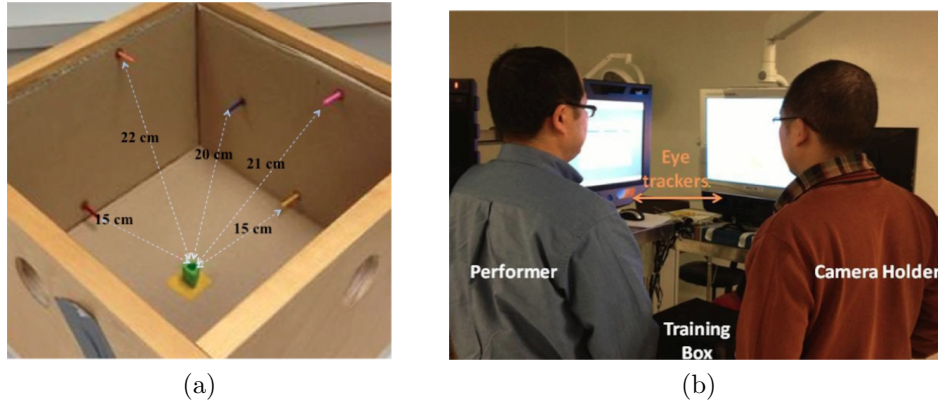 22 cm
20 cm
21 cm
15 cm
15 cm
Eye
trackers
Performer
Camera Holder
Training
Box
(a)
(b)